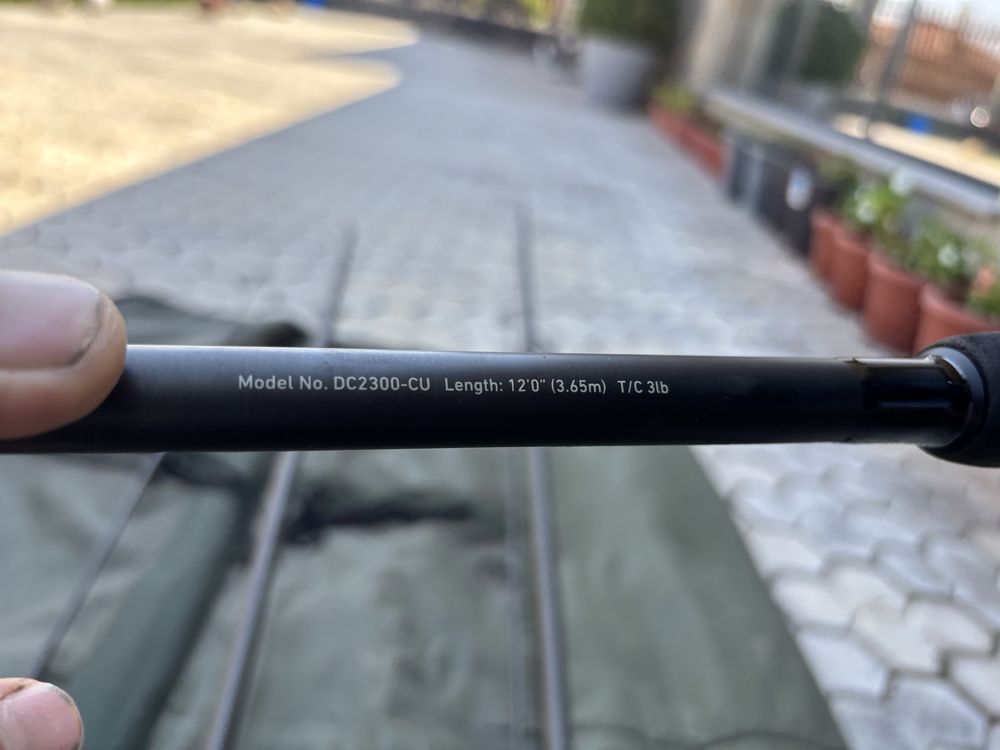 Model No. DC2300-CU Length: 12'0" (3.65m) T/C 3lb